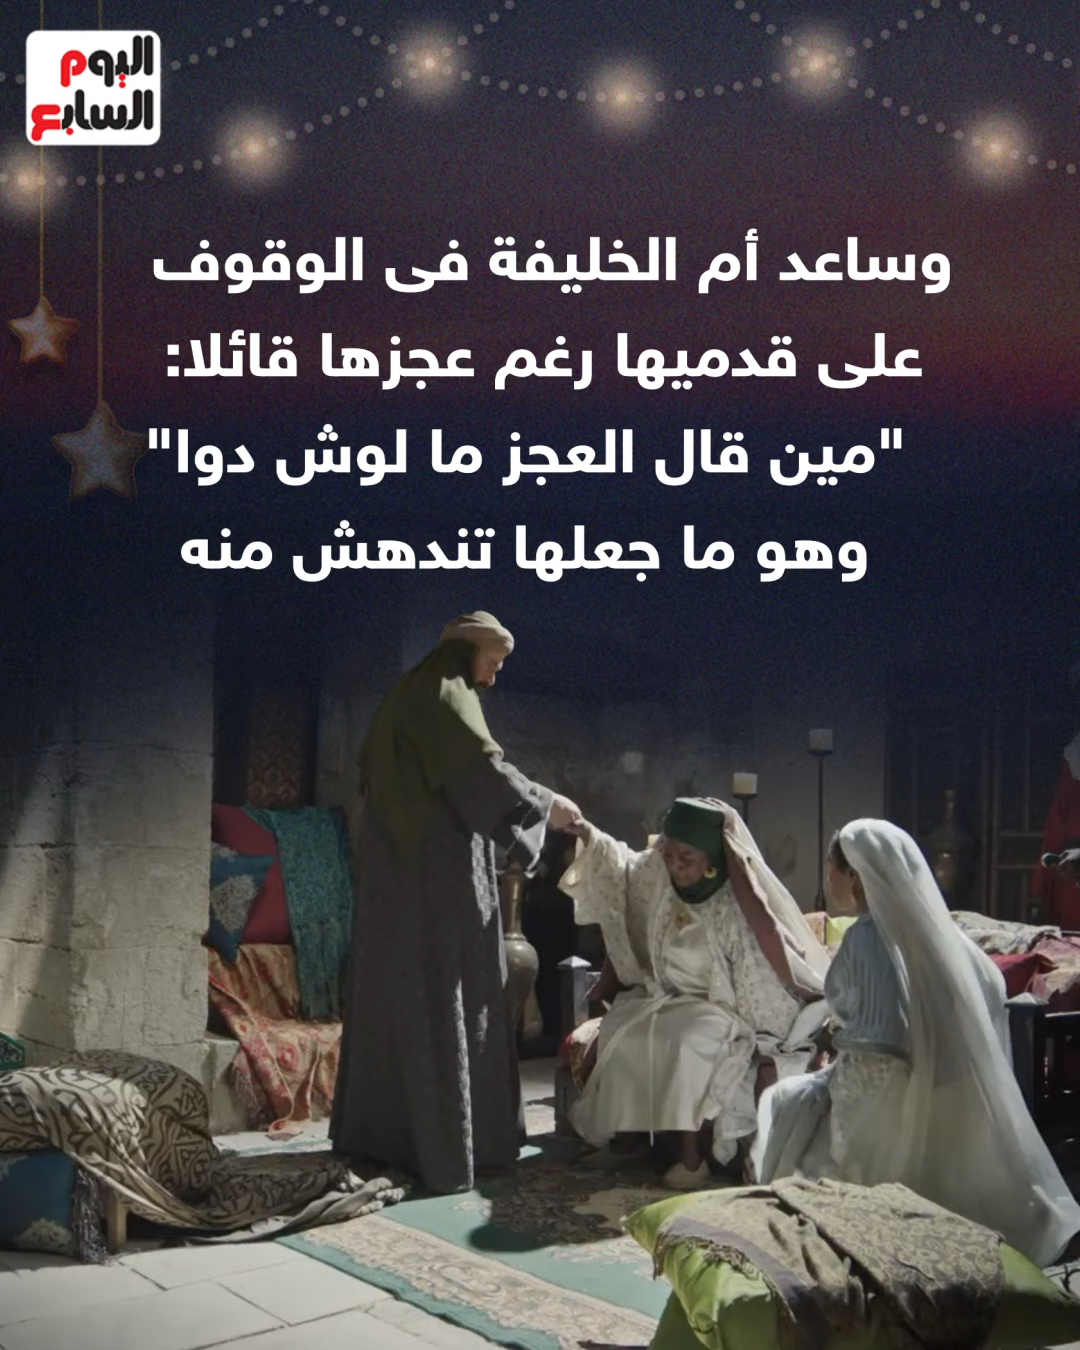 اليوم
السابع
وساعد أم الخليفة فى الوقوف
على قدميها رغم عجزها قائلا:
"مين قال العجز ما لوش دوا"
وهو ما جعلها تندهش منه